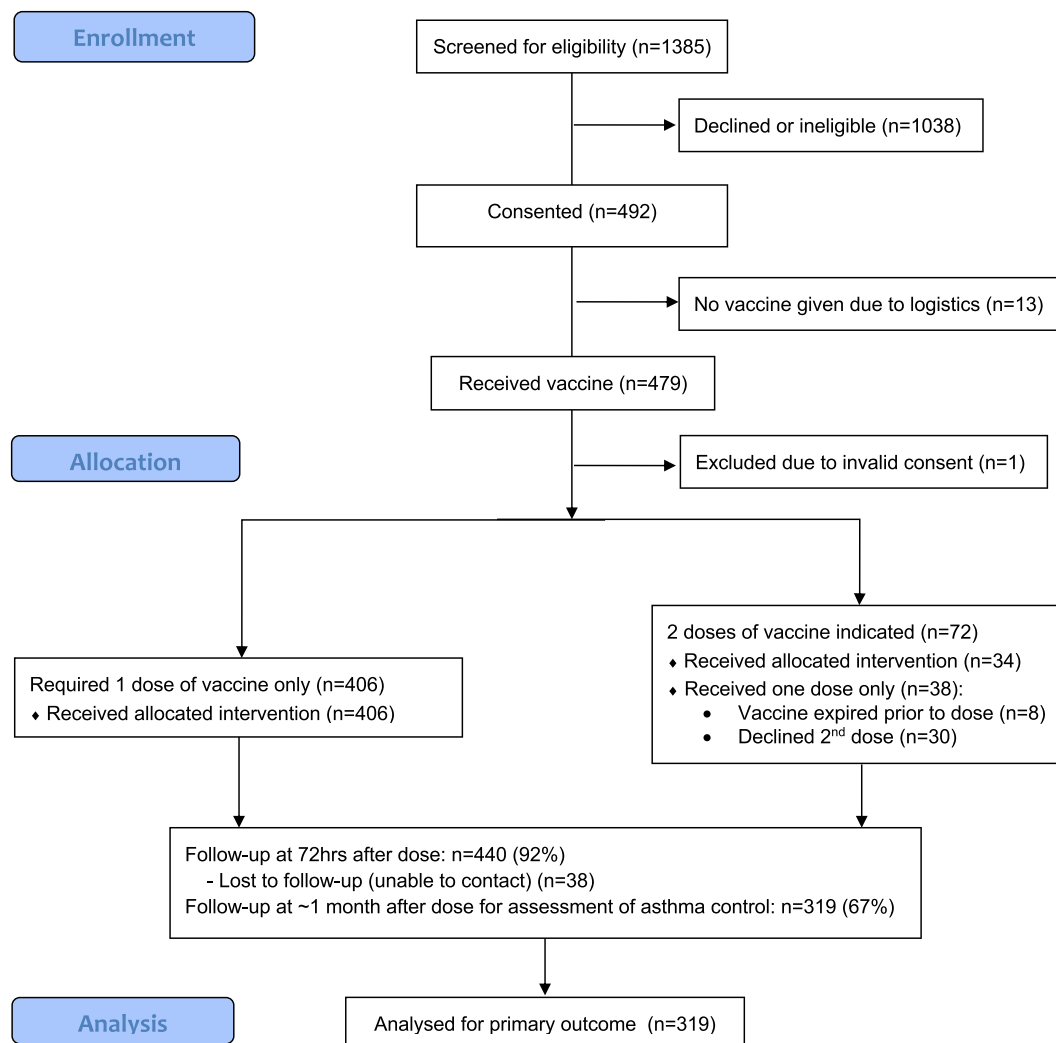 Enrollment
Screened for eligibility (n=1385)
Declined or ineligible (n=1038)
Consented (n=492)
No vaccine given due to logistics (n=13)
Received vaccine (n=479)
Allocation
Excluded due to invalid consent (n=1)
2 doses of vaccine indicated (n=72)
♦ Received allocated intervention (n=34)
♦ Received one dose only (n=38):
• Vaccine expired prior to dose (n=8)
• Declined 2nd dose (n=30)
Required 1 dose of vaccine only (n=406)
♦ Received allocated intervention (n=406)
Follow-up at 72hrs after dose: n=440 (92%)
- Lost to follow-up (unable to contact) (n=38)
Follow-up at ~1 month after dose for assessment of asthma control: n=319 (67%)
Analysis
Analysed for primary outcome (n=319)